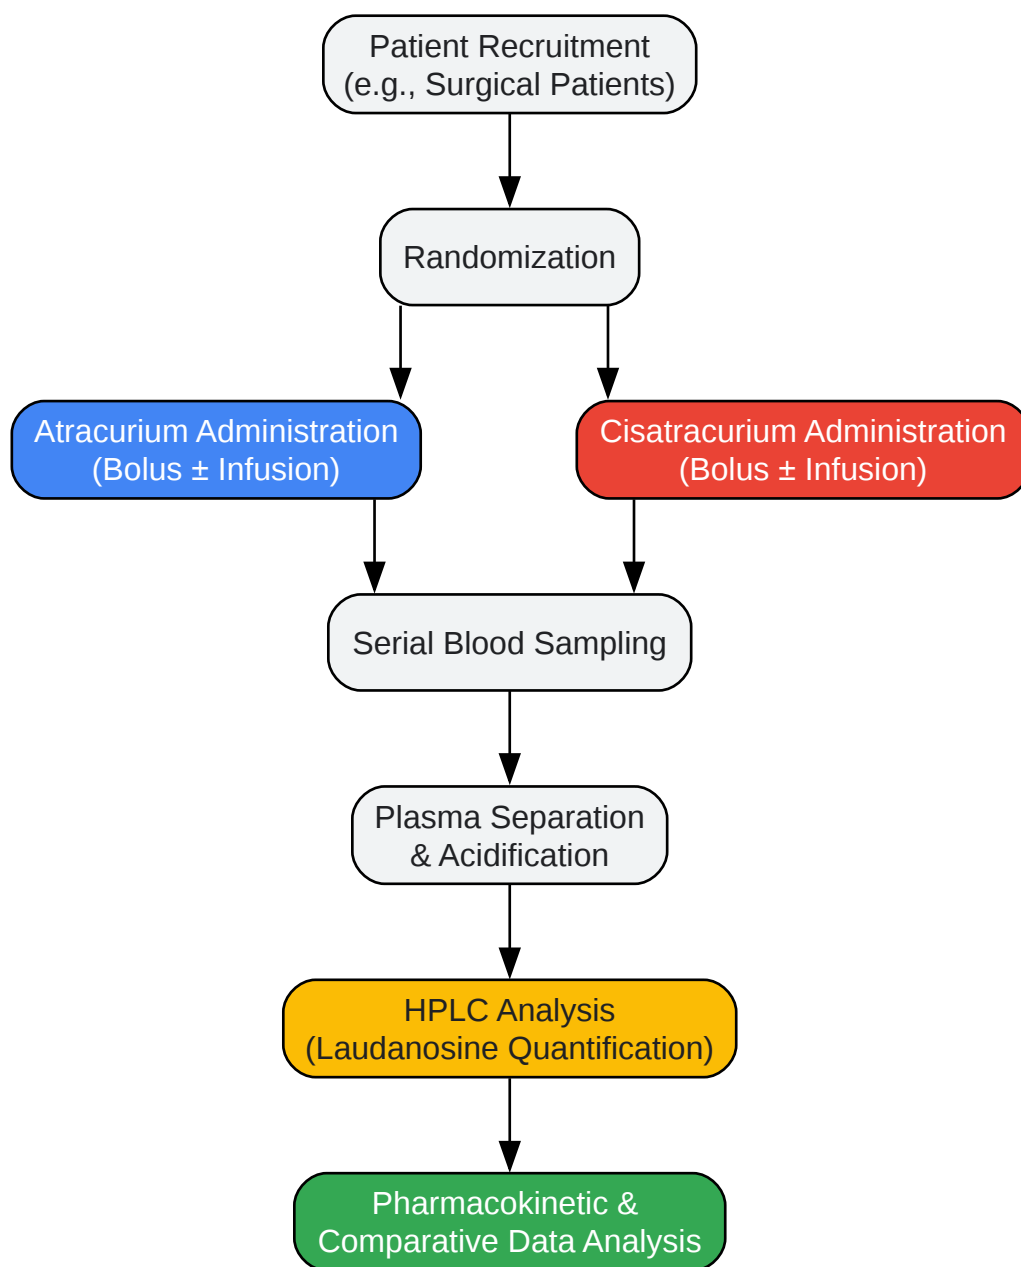 Patient Recruitment
(e.g., Surgical Patients)
Randomization
Atracurium Administration
(Bolus ± Infusion)
Cisatracurium Administration
(Bolus ± Infusion)
Serial Blood Sampling
Plasma Separation
& Acidification
HPLC Analysis
(Laudanosine Quantification)
Pharmacokinetic &
Comparative Data Analysis